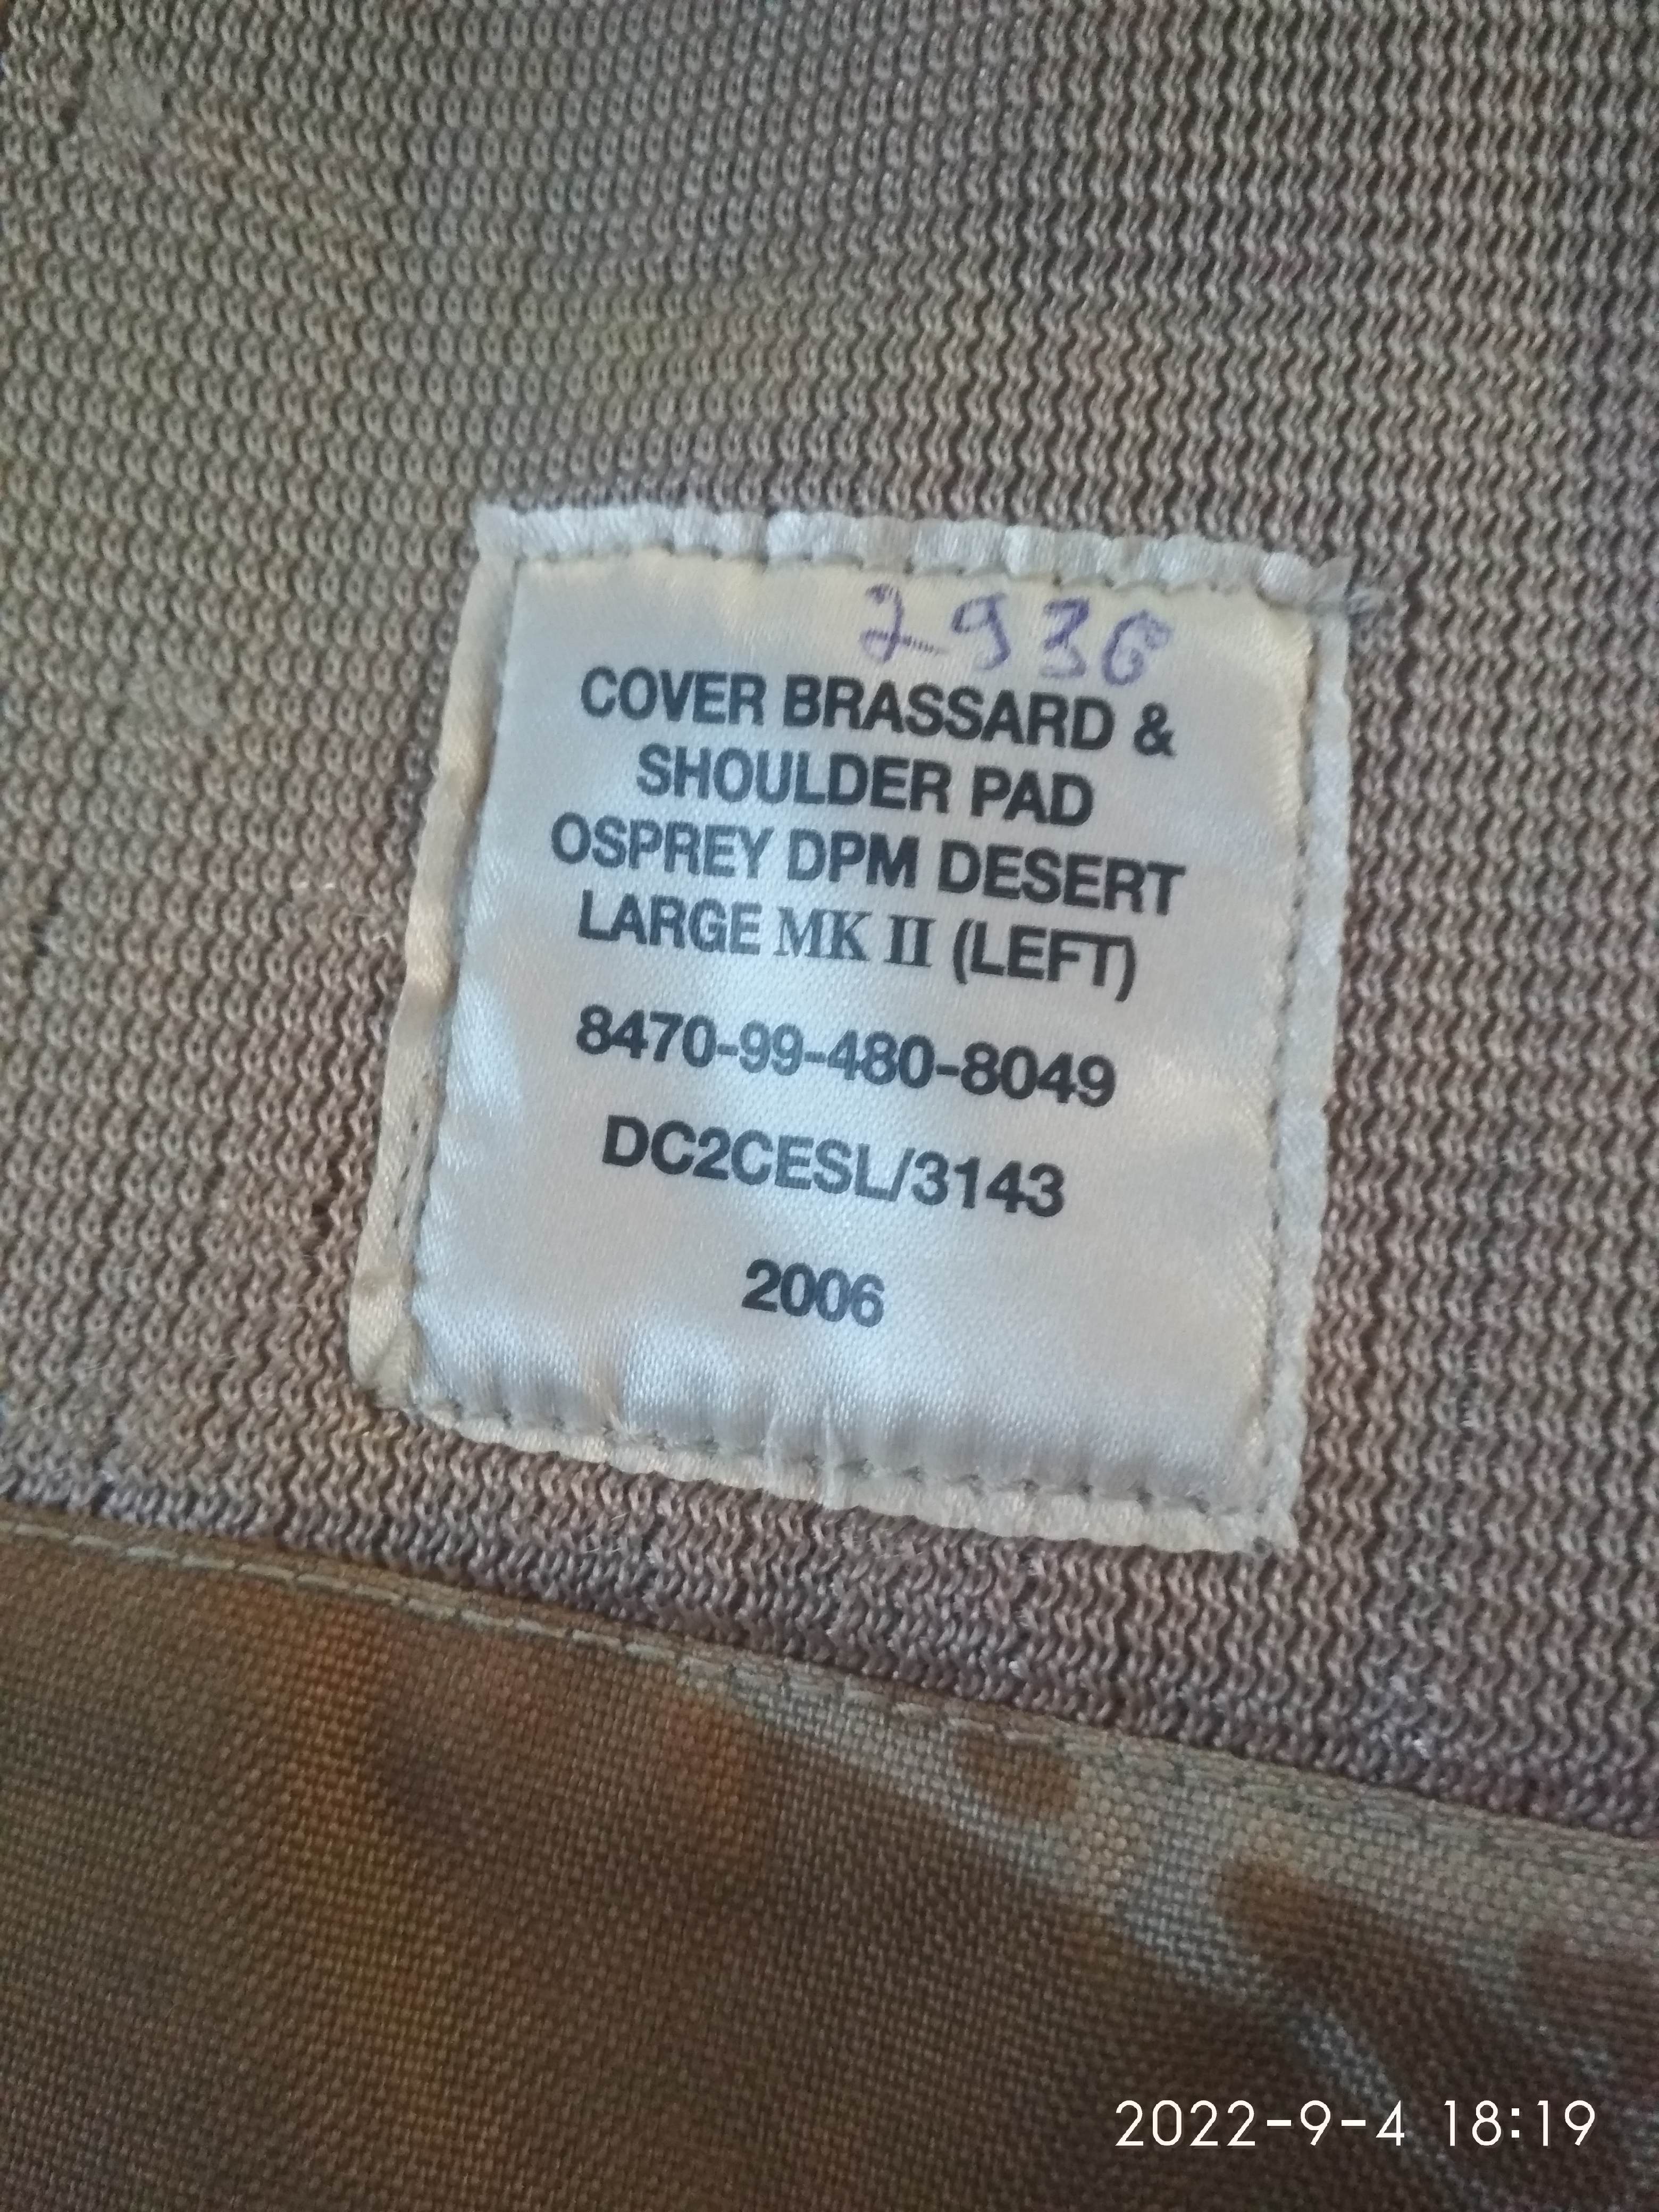 2936
COVER BRASSARD &
SHOULDER PAD
OSPREY DPM DESERT
LARGE MK II (LEFT)
8470-99-480-8049
DC2CESL/3143
2006
2022-9-4 18:19